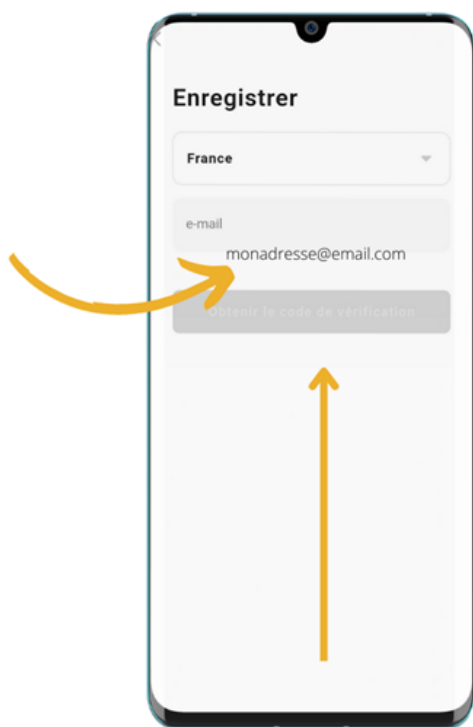 Enregistrer
France
e-mail
monadresse@email.com
Obtenir le code de vérification